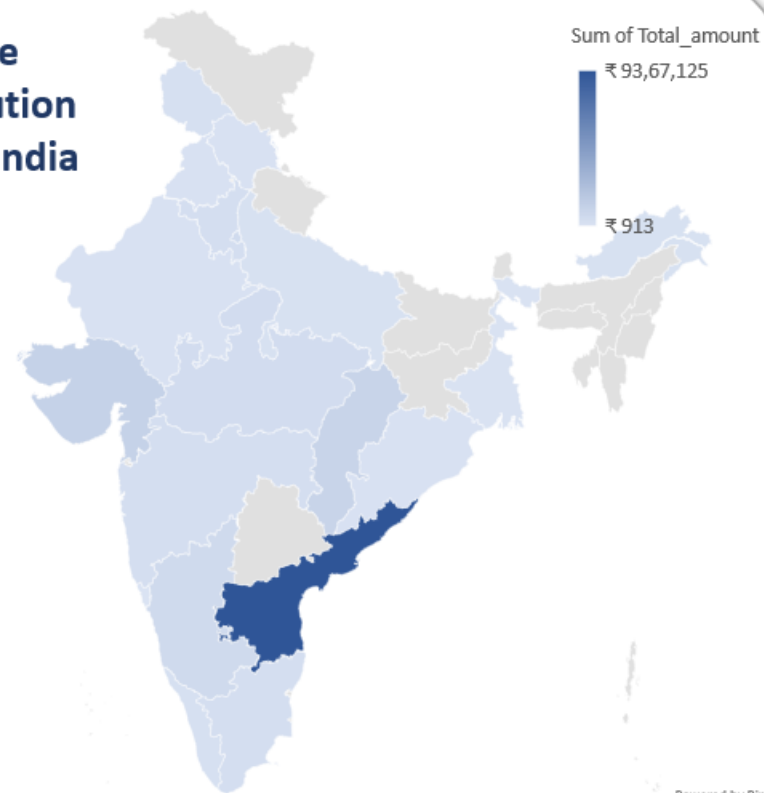 e
ution
ndia
Sum of Total_amount
₹ 93,67,125
₹ 913